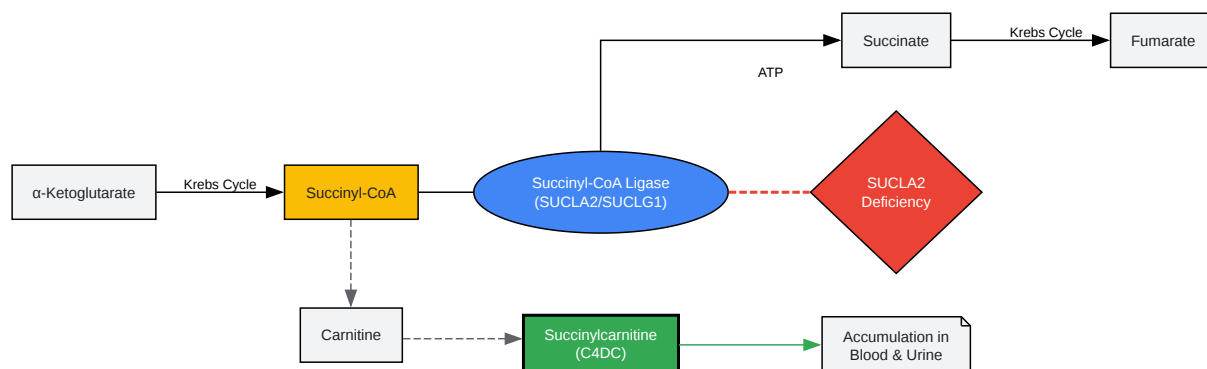 Succinate
Krebs Cycle
Fumarate
ATP
α-Ketoglutarate
Krebs Cycle
Succinyl-CoA
Succinyl-CoA Ligase
(SUCLA2/SUCLG1)
SUCLA2
Deficiency
Carnitine
Succinylcarnitine
(C4DC)
Accumulation in
Blood & Urine